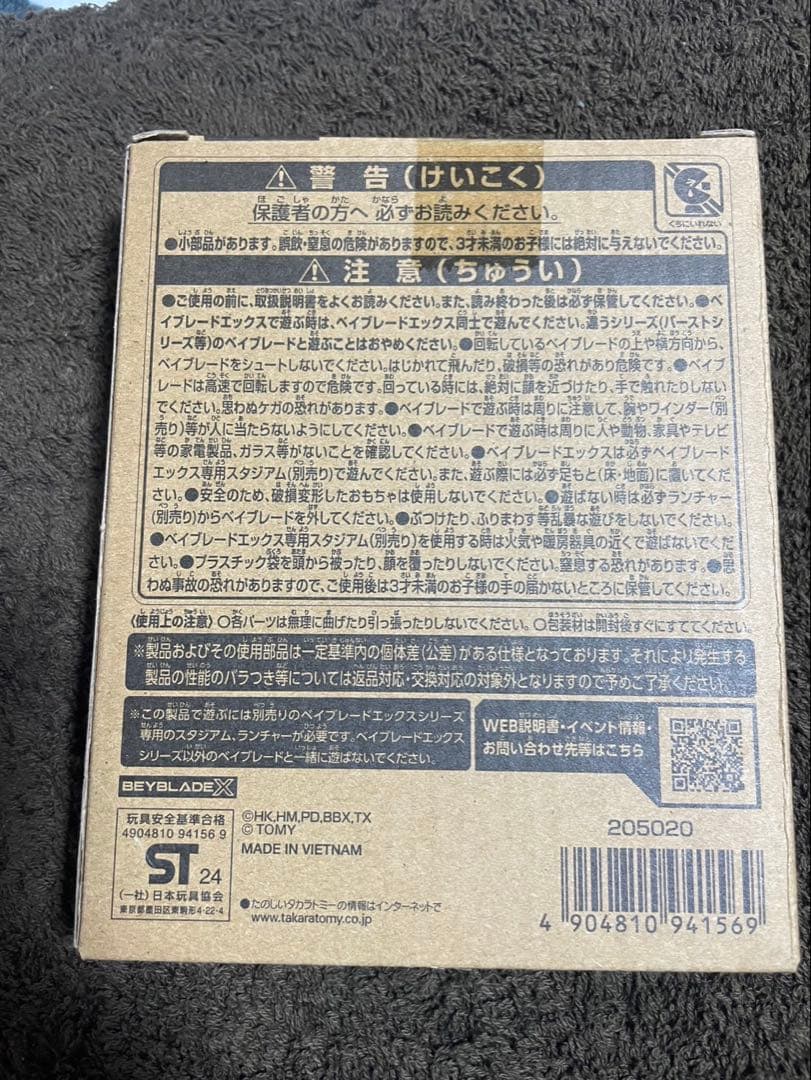 警告(けいこく)
くちにいれない
保護者の方へ 必ずお読みください。
●小部品があります。誤飲・窒息の危険がありますので、3才未満のお子様には絶対に与えないでください。
注意(ちゅうい)
●ご使用の前に、取扱説明書をよくお読みください。また、読み終わった後は必ず保管してください。●ベ
イブレードエックスで遊ぶ時は、ベイブレードエックス同士で遊んでください。違うシリーズ(バーストシ
リーズ等)のベイブレードと遊ぶことはおやめください。●回転しているベイブレードの上や横方向から、
ベイブレードをシュートしないでください。はじかれて飛んだり、破損等の恐れがあり危険です。●ベイブ
レードは高速で回転しますので危険です。回っている時には、絶対に顔を近づけたり、手で触れたりしない
でください。思わぬケガの恐れがあります。●ベイブレードで遊ぶ時は周りに注意して、腕やワインダー(別
売り)等が人に当たらないようにしてください。●ベイブレードで遊ぶ時は周りに人や動物、家具やテレビ
等の家電製品、ガラス等がないことを確認してください。●ベイブレードエックスは必ずベイブレード
エックス専用スタジアム(別売り)で遊んでください。また、遊ぶ際には必ず足もと(床・地面)に置いてくだ
さい。●安全のため、破損変形したおもちゃは使用しないでください。●遊ばない時は必ずランチャー
(別売り)からベイブレードを外してください。●ぶつけたり、ふりまわす等乱暴な遊びをしないでください。
●ベイブレードエックス専用スタジアム(別売り)を使用する時は火気や暖房器具の近くで遊ばないでくだ
さい。●プラスチック袋を頭から被ったり、顔を覆ったりしないでください。窒息する恐れがあります。●思
わぬ事故の恐れがありますので、ご使用後は3才未満のお子様の手の届かないところに保管してください。
〈使用上の注意〉○各パーツは無理に曲げたり引っ張たりしないでください。○包装材は開封後すぐにすててください。
※製品およびその使用部品は一定基準内の個体差(公差)がある仕様となっております。それにより発生する
製品の性能のバラつき等については返品対応・交換対応の対象外となりますので予めご了承ください。
※この製品で遊ぶには別売りのベイブレードエックスシリーズ
専用のスタジアム、ランチャーが必要です。ベイブレードエックス
シリーズ以外のベイブレードと一緒に遊ばないでください。
WEB説明書・イベント情報・
お問い合わせ先等はこちら
BEYBLADE X
玩具安全基準合格
4904810 94156 9
ST 24
(一社)日本玩具協会
東京都墨田区東駒形4-22-4
©HK,HM,PD,BBX,TX
© TOMY
MADE IN VIETNAM
●たのしいタカラトミーの情報はインターネットで
www.takaratomy.co.jp
205020
4 904810 941569